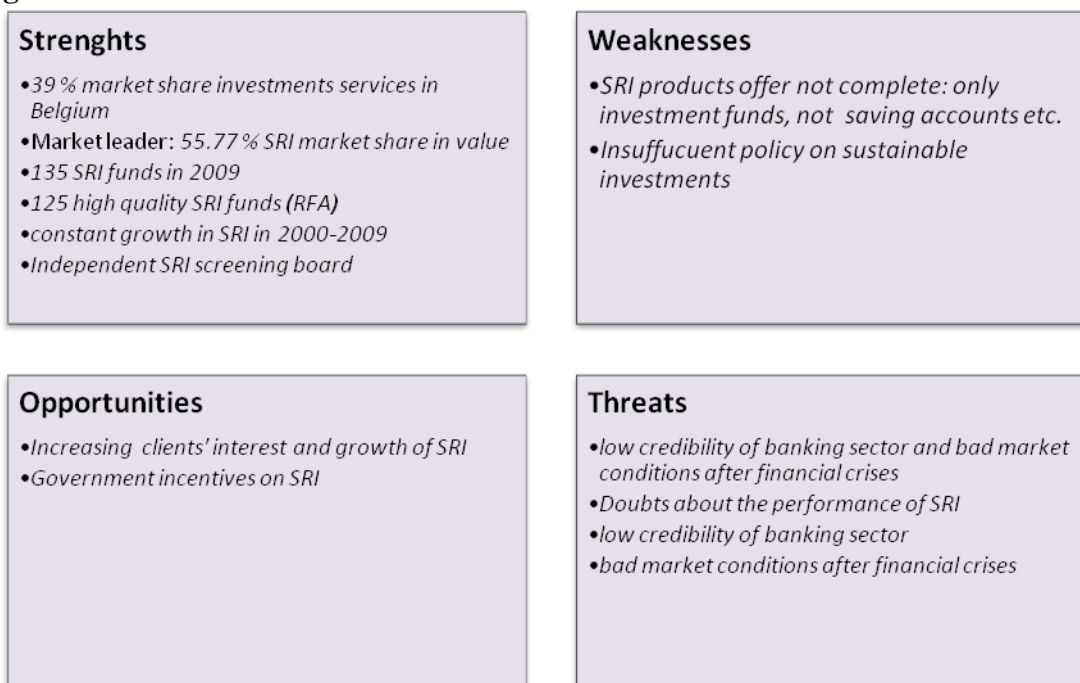 g
Strenghts
•39 % market share investments services in
Belgium
•Market leader: 55.77 % SRI market share in value
•135 SRI funds in 2009
•125 high quality SRI funds (RFA)
•constant growth in SRI in 2000-2009
•Independent SRI screening board
Weaknesses
•SRI products offer not complete: only
investment funds, not saving accounts etc.
•Insuffucuent policy on sustainable
investments
Opportunities
•Increasing clients' interest and growth of SRI
•Government incentives on SRI
Threats
•low credibility of banking sector and bad market
conditions after financial crises
•Doubts about the performance of SRI
•low credibility of banking sector
•bad market conditions after financial crises